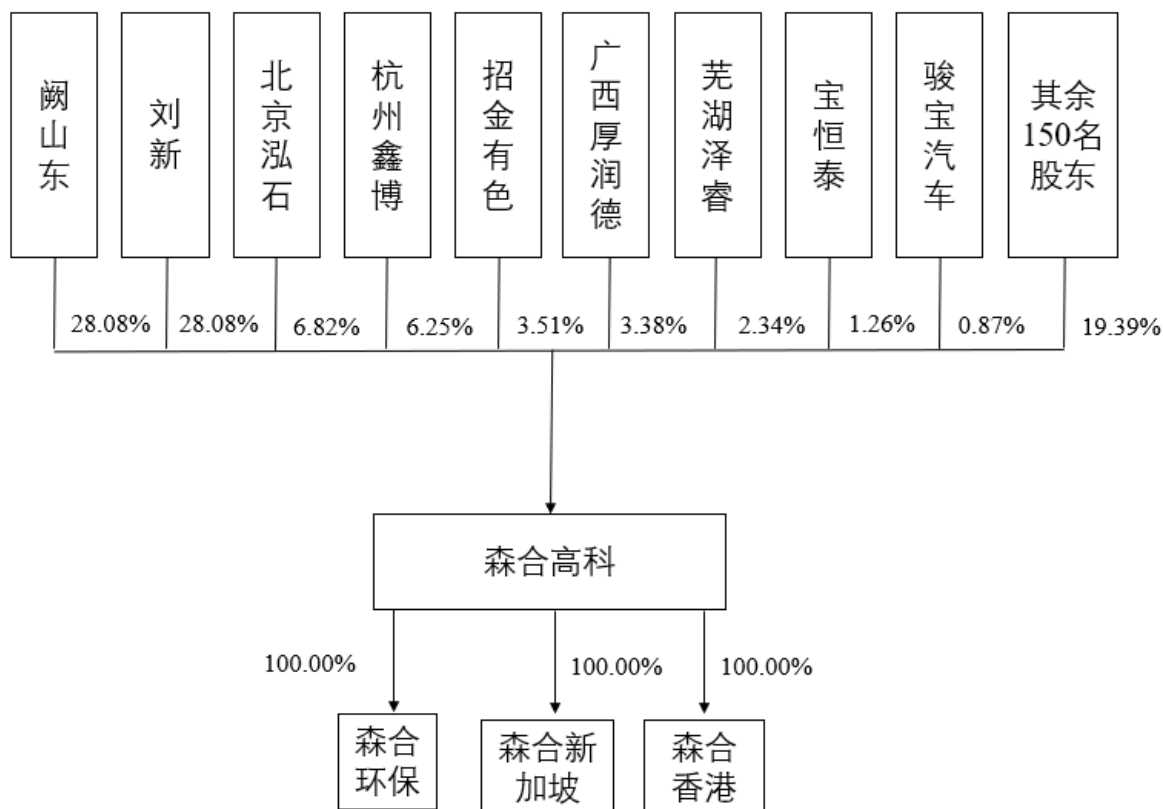 阙山东
刘新
北京泓石
杭州鑫博
招金有色
广西厚润德
芜湖泽睿
宝恒泰
骏宝汽车
其余
150名
股东
28.08%
28.08%
6.82%
6.25%
3.51%
3.38%
2.34%
1.26%
0.87%
19.39%
森合高科
100.00%
100.00%
100.00%
森合
环保
森合新
加坡
森合
香港